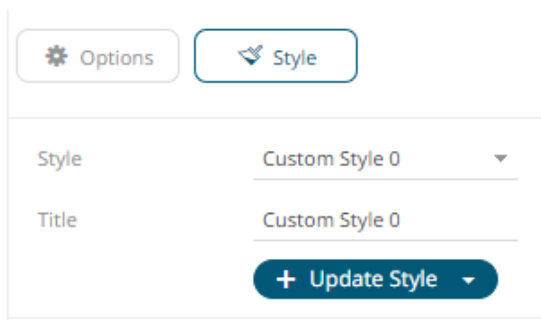 Options Style
Style Custom Style 0
Title Custom Style 0
+ Update Style